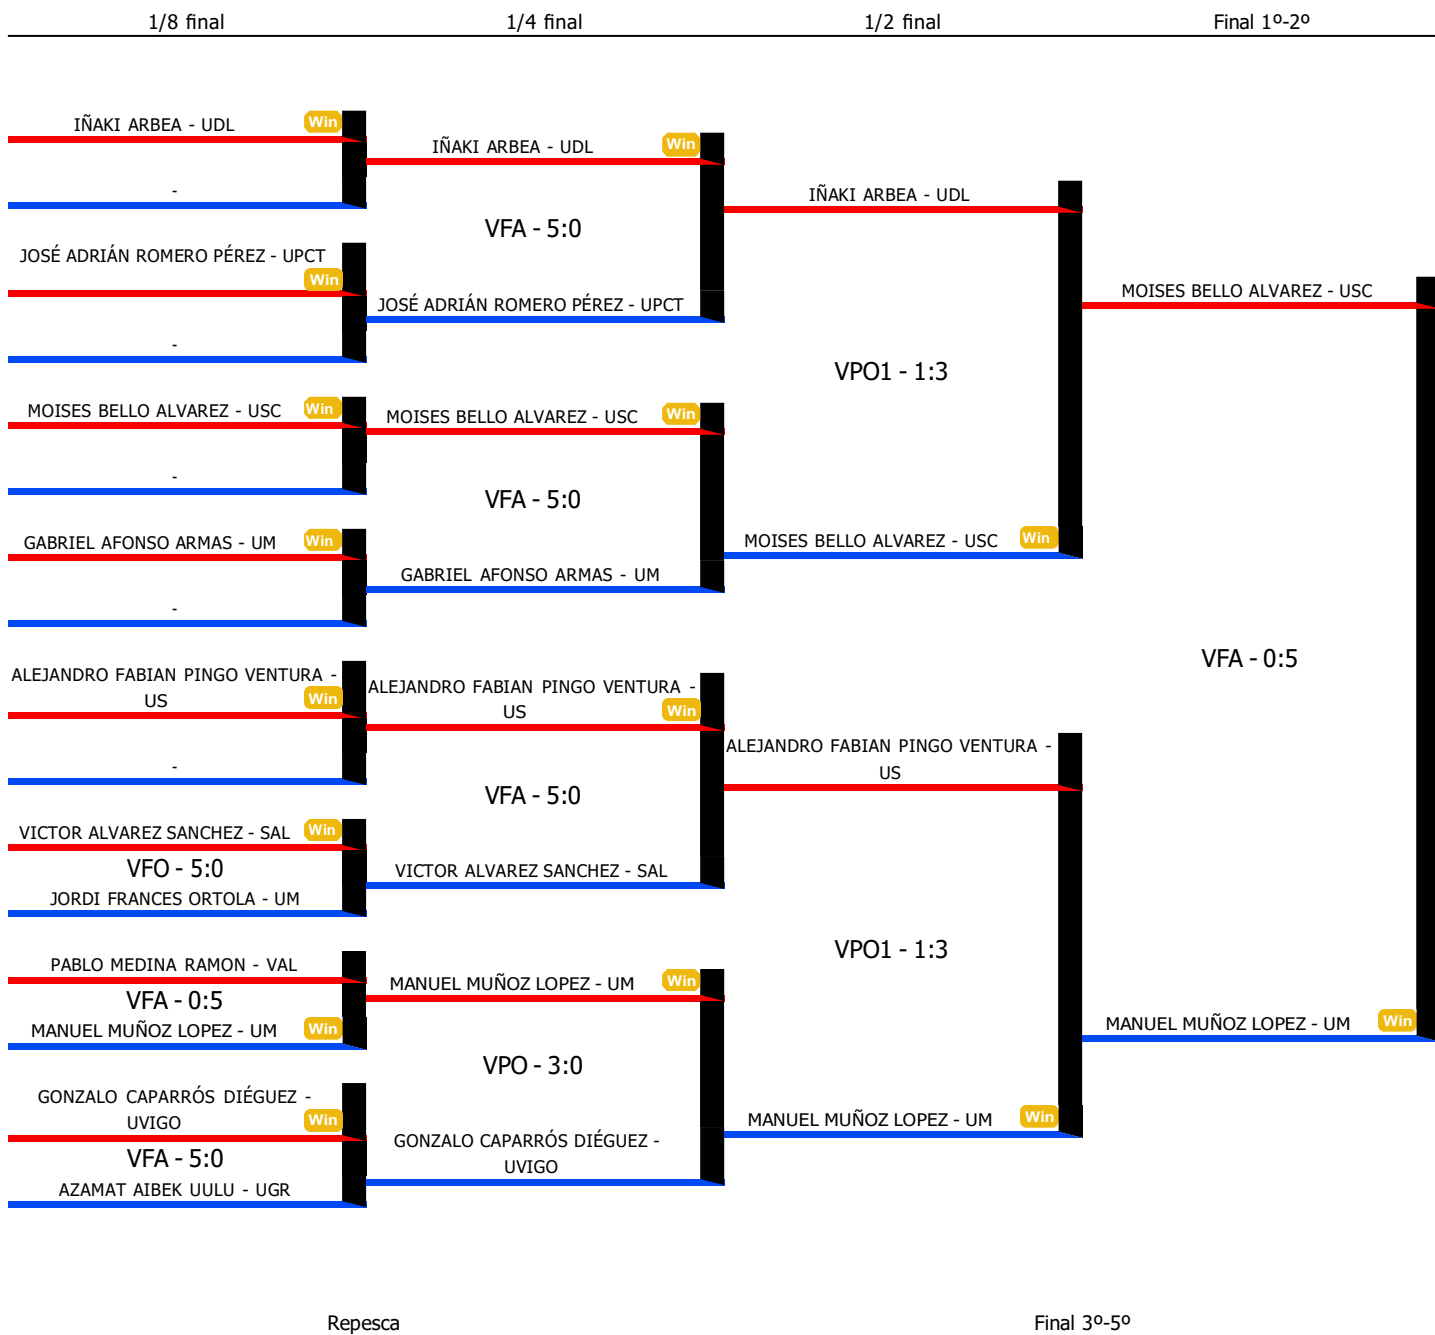 1/8 final
1/4 final
1/2 final
Final 1º-2º
IÑAKI ARBEA - UDL
Win
-
JOSÉ ADRIÁN ROMERO PÉREZ - UPCT
Win
-
MOISES BELLO ALVAREZ - USC
Win
-
GABRIEL AFONSO ARMAS - UM
Win
-
ALEJANDRO FABIAN PINGO VENTURA -
US
Win
-
VICTOR ALVAREZ SANCHEZ - SAL
Win
VFO - 5:0
JORDI FRANCES ORTOLA - UM
PABLO MEDINA RAMON - VAL
VFA - 0:5
MANUEL MUÑOZ LOPEZ - UM
Win
GONZALO CAPARRÓS DIÉGUEZ -
UVIGO
Win
VFA - 5:0
AZAMAT AIBEK UULU - UGR
IÑAKI ARBEA - UDL
Win
VFA - 5:0
JOSÉ ADRIÁN ROMERO PÉREZ - UPCT
MOISES BELLO ALVAREZ - USC
Win
VFA - 5:0
GABRIEL AFONSO ARMAS - UM
ALEJANDRO FABIAN PINGO VENTURA -
US
Win
VFA - 5:0
VICTOR ALVAREZ SANCHEZ - SAL
MANUEL MUÑOZ LOPEZ - UM
Win
VPO - 3:0
GONZALO CAPARRÓS DIÉGUEZ -
UVIGO
IÑAKI ARBEA - UDL
VPO1 - 1:3
MOISES BELLO ALVAREZ - USC
Win
ALEJANDRO FABIAN PINGO VENTURA -
US
VPO1 - 1:3
MANUEL MUÑOZ LOPEZ - UM
Win
MOISES BELLO ALVAREZ - USC
VFA - 0:5
MANUEL MUÑOZ LOPEZ - UM
Win
Repesca
Final 3º-5º